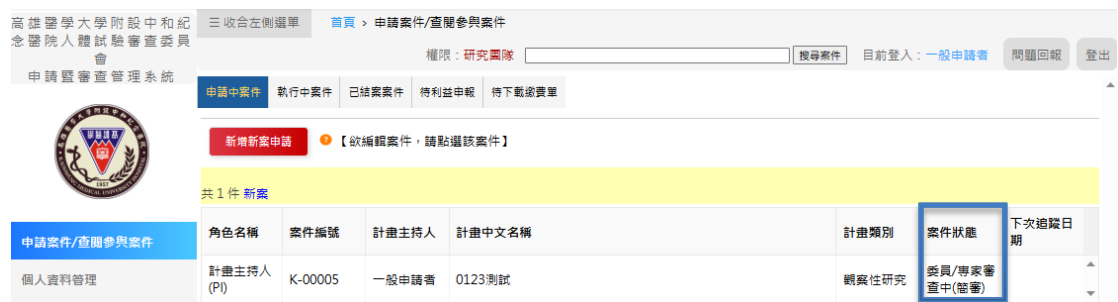 高雄醫學大學附設中和紀
念醫院人體試驗審查委員
會
申請暨審查管理系統
☰ 收合左側選單
首頁 › 申請案件/查閱參與案件
權限：研究團隊
搜尋案件
目前登入：一般申請者
問題回報
登出
申請中案件
執行中案件
已結案案件
待利益申報
待下載繳費單
新增新案申請
【欲編輯案件，請點選該案件】
共 1 件 新案
申請案件/查閱參與案件
個人資料管理
角色名稱
案件編號
計畫主持人
計畫中文名稱
計畫類別
案件狀態
下次追蹤日
期
計畫主持人
(PI)
K-00005
一般申請者
0123測試
觀察性研究
委員/專家審
查中(簡審)